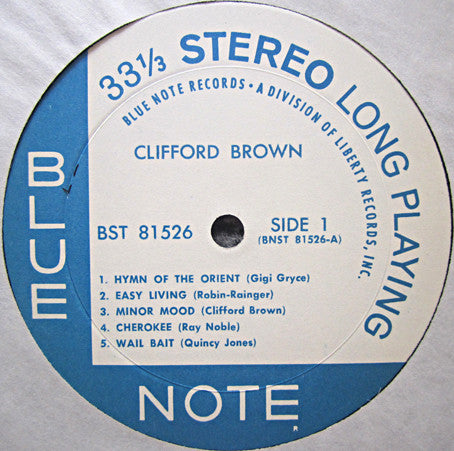 33⅓ STEREO LONG PLAYING
BLUE NOTE RECORDS • A DIVISION OF LIBERTY RECORDS, INC.
CLIFFORD BROWN
BST 81526
SIDE 1
(BNST 81526-A)
1. HYMN OF THE ORIENT (Gigi Gryce)
2. EASY LIVING (Robin-Rainger)
3. MINOR MOOD (Clifford Brown)
4. CHEROKEE (Ray Noble)
5. WAIL BAIT (Quincy Jones)
BLUE
NOTE
R